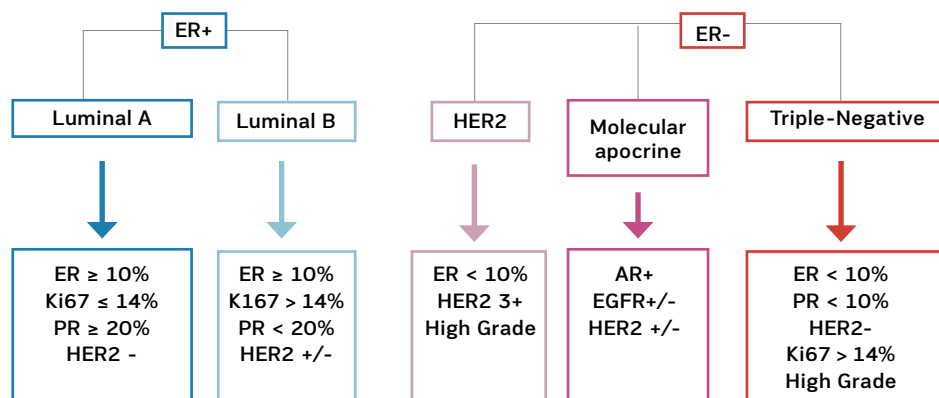 ER+
ER-
Luminal A
Luminal B
HER2
Molecular
apocrine
Triple-Negative
ER ≥ 10%
Ki67 ≤ 14%
PR ≥ 20%
HER2 -
ER ≥ 10%
K167 > 14%
PR < 20%
HER2 +/-
ER < 10%
HER2 3+
High Grade
AR+
EGFR+/-
HER2 +/-
ER < 10%
PR < 10%
HER2-
Ki67 > 14%
High Grade